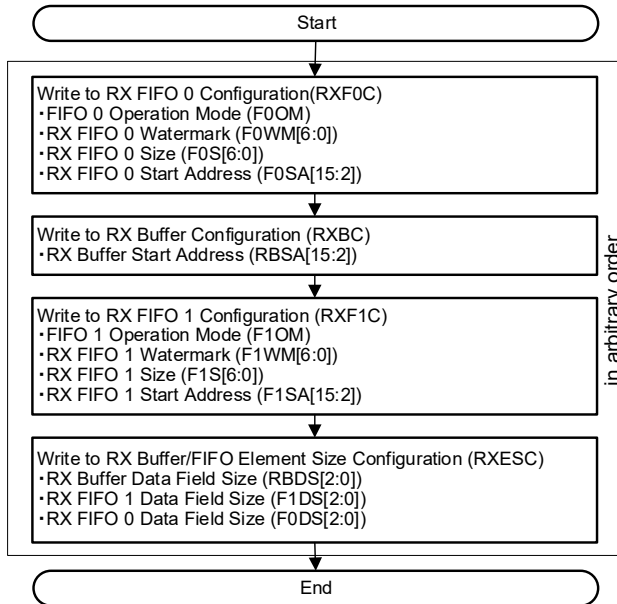 Start
Write to RX FIFO 0 Configuration(RXF0C)
・FIFO 0 Operation Mode (F0OM)
・RX FIFO 0 Watermark (F0WM[6:0])
・RX FIFO 0 Size (F0S[6:0])
・RX FIFO 0 Start Address (F0SA[15:2])
Write to RX Buffer Configuration (RXBC)
・RX Buffer Start Address (RBSA[15:2])
Write to RX FIFO 1 Configuration (RXF1C)
・FIFO 1 Operation Mode (F1OM)
・RX FIFO 1 Watermark (F1WM[6:0])
・RX FIFO 1 Size (F1S[6:0])
・RX FIFO 1 Start Address (F1SA[15:2])
Write to RX Buffer/FIFO Element Size Configuration (RXESC)
・RX Buffer Data Field Size (RBDS[2:0])
・RX FIFO 1 Data Field Size (F1DS[2:0])
・RX FIFO 0 Data Field Size (F0DS[2:0])
in arbitrary order
End